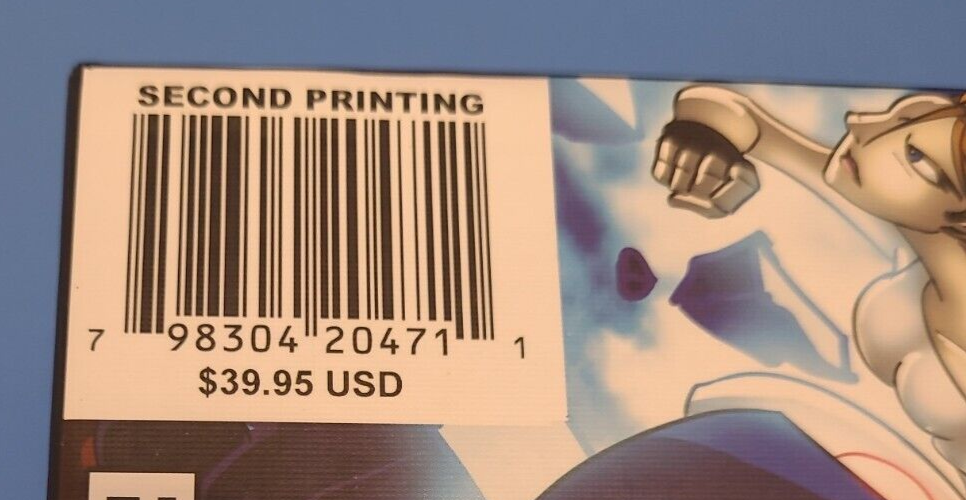 SECOND PRINTING
7 98304 20471 1
$39.95 USD